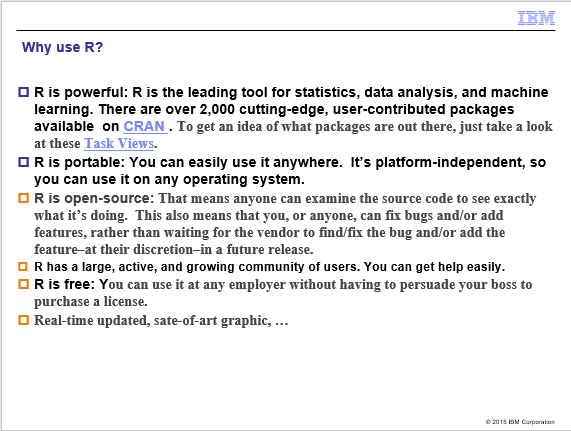 IBM
Why use R?
R is powerful: R is the leading tool for statistics, data analysis, and machine
learning. There are over 2,000 cutting-edge, user-contributed packages
available  on CRAN . To get an idea of what packages are out there, just take a look
at these Task Views.
R is portable: You can easily use it anywhere.  It’s platform-independent, so
you can use it on any operating system.
R is open-source: That means anyone can examine the source code to see exactly
what it’s doing.  This also means that you, or anyone, can fix bugs and/or add
features, rather than waiting for the vendor to find/fix the bug and/or add the
feature–at their discretion–in a future release.
R has a large, active, and growing community of users. You can get help easily.
R is free: You can use it at any employer without having to persuade your boss to
purchase a license.
Real-time updated, sate-of-art graphic, …
© 2015 IBM Corporation